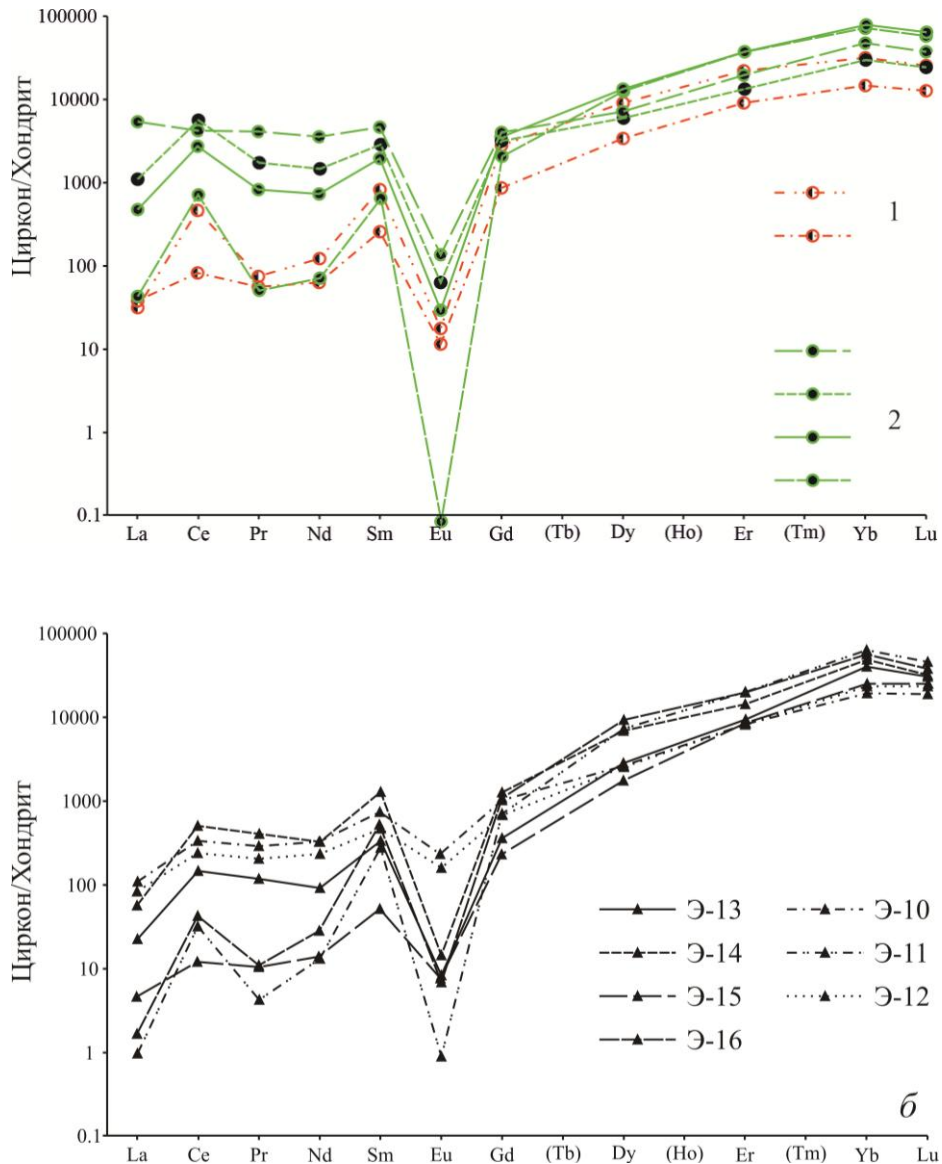 Циркон/Хондрит
100000
10000
1000
100
10
1
0.1
La Ce Pr Nd Sm Eu Gd (Tb) Dy (Ho) Er (Tm) Yb Lu
1
2
Циркон/Хондрит
100000
10000
1000
100
10
1
0.1
La Ce Pr Nd Sm Eu Gd (Tb) Dy (Ho) Er (Tm) Yb Lu
Э-13 Э-10
Э-14 Э-11
Э-15 Э-12
Э-16
б